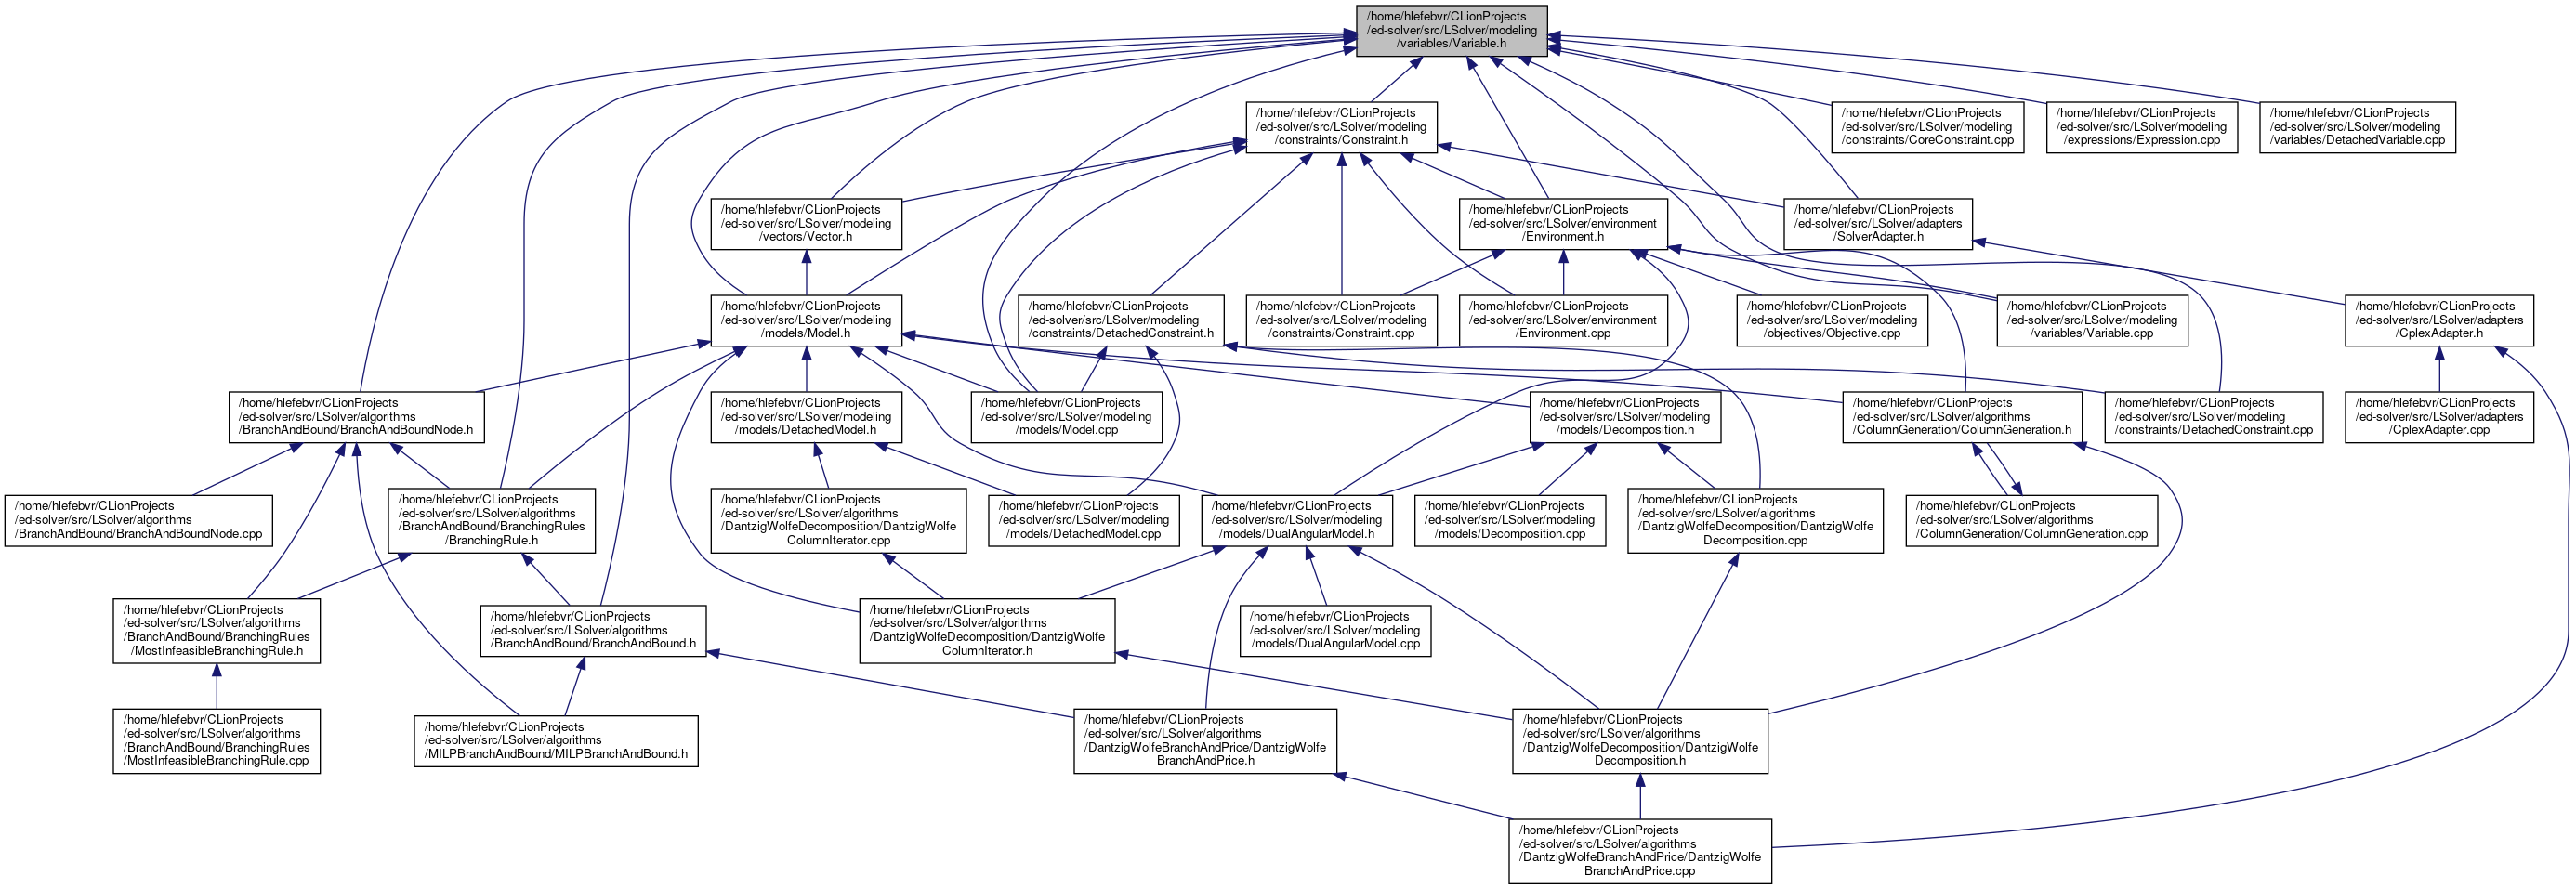 /home/hlefebvr/CLionProjects
/ed-solver/src/LSolver/modeling
/variables/Variable.h
/home/hlefebvr/CLionProjects
/ed-solver/src/LSolver/modeling
/constraints/Constraint.h
/home/hlefebvr/CLionProjects
/ed-solver/src/LSolver/modeling
/constraints/CoreConstraint.cpp
/home/hlefebvr/CLionProjects
/ed-solver/src/LSolver/modeling
/expressions/Expression.cpp
/home/hlefebvr/CLionProjects
/ed-solver/src/LSolver/modeling
/variables/DetachedVariable.cpp
/home/hlefebvr/CLionProjects
/ed-solver/src/LSolver/modeling
/vectors/Vector.h
/home/hlefebvr/CLionProjects
/ed-solver/src/LSolver/environment
/Environment.h
/home/hlefebvr/CLionProjects
/ed-solver/src/LSolver/adapters
/SolverAdapter.h
/home/hlefebvr/CLionProjects
/ed-solver/src/LSolver/modeling
/models/Model.h
/home/hlefebvr/CLionProjects
/ed-solver/src/LSolver/modeling
/constraints/DetachedConstraint.h
/home/hlefebvr/CLionProjects
/ed-solver/src/LSolver/modeling
/constraints/Constraint.cpp
/home/hlefebvr/CLionProjects
/ed-solver/src/LSolver/environment
/Environment.cpp
/home/hlefebvr/CLionProjects
/ed-solver/src/LSolver/modeling
/objectives/Objective.cpp
/home/hlefebvr/CLionProjects
/ed-solver/src/LSolver/modeling
/variables/Variable.cpp
/home/hlefebvr/CLionProjects
/ed-solver/src/LSolver/adapters
/CplexAdapter.h
/home/hlefebvr/CLionProjects
/ed-solver/src/LSolver/algorithms
/BranchAndBound/BranchAndBoundNode.h
/home/hlefebvr/CLionProjects
/ed-solver/src/LSolver/modeling
/models/DetachedModel.h
/home/hlefebvr/CLionProjects
/ed-solver/src/LSolver/modeling
/models/Model.cpp
/home/hlefebvr/CLionProjects
/ed-solver/src/LSolver/modeling
/models/Decomposition.h
/home/hlefebvr/CLionProjects
/ed-solver/src/LSolver/algorithms
/ColumnGeneration/ColumnGeneration.h
/home/hlefebvr/CLionProjects
/ed-solver/src/LSolver/modeling
/constraints/DetachedConstraint.cpp
/home/hlefebvr/CLionProjects
/ed-solver/src/LSolver/adapters
/CplexAdapter.cpp
/home/hlefebvr/CLionProjects
/ed-solver/src/LSolver/algorithms
/BranchAndBound/BranchAndBoundNode.cpp
/home/hlefebvr/CLionProjects
/ed-solver/src/LSolver/algorithms
/BranchAndBound/BranchingRules
/BranchingRule.h
/home/hlefebvr/CLionProjects
/ed-solver/src/LSolver/algorithms
/DantzigWolfeDecomposition/DantzigWolfe
ColumnIterator.cpp
/home/hlefebvr/CLionProjects
/ed-solver/src/LSolver/modeling
/models/DetachedModel.cpp
/home/hlefebvr/CLionProjects
/ed-solver/src/LSolver/modeling
/models/DualAngularModel.h
/home/hlefebvr/CLionProjects
/ed-solver/src/LSolver/modeling
/models/Decomposition.cpp
/home/hlefebvr/CLionProjects
/ed-solver/src/LSolver/algorithms
/DantzigWolfeDecomposition/DantzigWolfe
Decomposition.cpp
/home/hlefebvr/CLionProjects
/ed-solver/src/LSolver/algorithms
/ColumnGeneration/ColumnGeneration.cpp
/home/hlefebvr/CLionProjects
/ed-solver/src/LSolver/algorithms
/BranchAndBound/BranchingRules
/MostInfeasibleBranchingRule.h
/home/hlefebvr/CLionProjects
/ed-solver/src/LSolver/algorithms
/BranchAndBound/BranchAndBound.h
/home/hlefebvr/CLionProjects
/ed-solver/src/LSolver/algorithms
/DantzigWolfeDecomposition/DantzigWolfe
ColumnIterator.h
/home/hlefebvr/CLionProjects
/ed-solver/src/LSolver/modeling
/models/DualAngularModel.cpp
/home/hlefebvr/CLionProjects
/ed-solver/src/LSolver/algorithms
/BranchAndBound/BranchingRules
/MostInfeasibleBranchingRule.cpp
/home/hlefebvr/CLionProjects
/ed-solver/src/LSolver/algorithms
/MILPBranchAndBound/MILPBranchAndBound.h
/home/hlefebvr/CLionProjects
/ed-solver/src/LSolver/algorithms
/DantzigWolfeBranchAndPrice/DantzigWolfe
BranchAndPrice.h
/home/hlefebvr/CLionProjects
/ed-solver/src/LSolver/algorithms
/DantzigWolfeDecomposition/DantzigWolfe
Decomposition.h
/home/hlefebvr/CLionProjects
/ed-solver/src/LSolver/algorithms
/DantzigWolfeBranchAndPrice/DantzigWolfe
BranchAndPrice.cpp